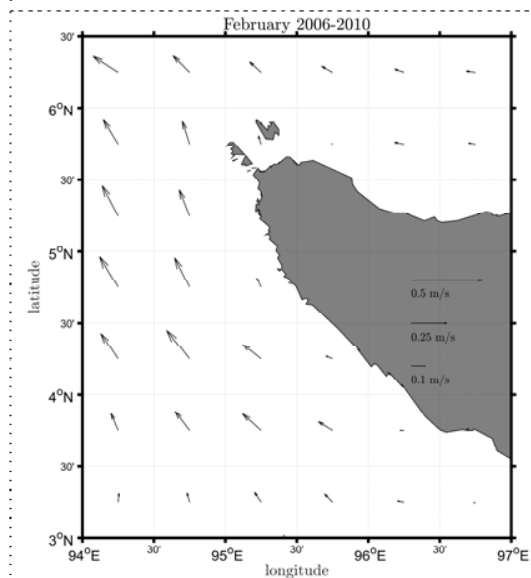 February 2006-2010
30'
6°N
30'
5°N
30'
4°N
30'
3°N
latitude
0.5 m/s
0.25 m/s
0.1 m/s
94°E
30'
95°E
30'
96°E
30'
97°E
longitude